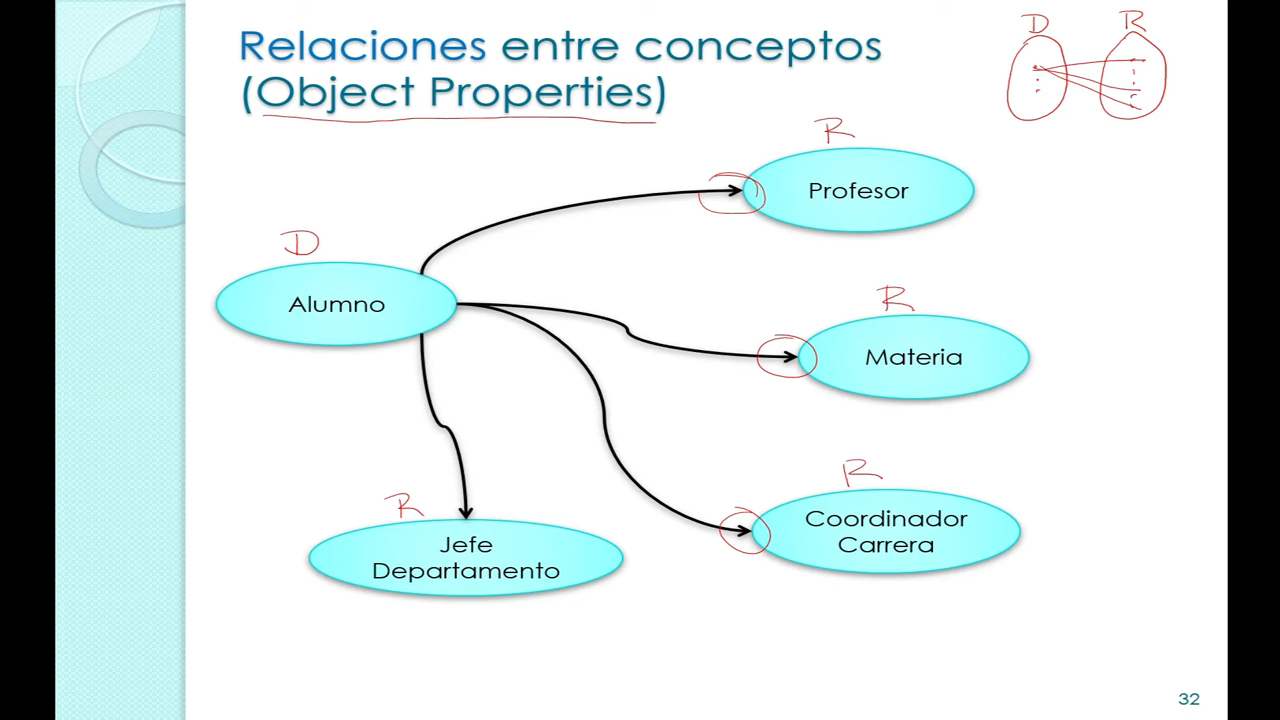 Relaciones entre conceptos
(Object Properties)
D R
R
Profesor
D
Alumno
R
Materia
R
Coordinador
Carrera
R
Jefe
Departamento
32